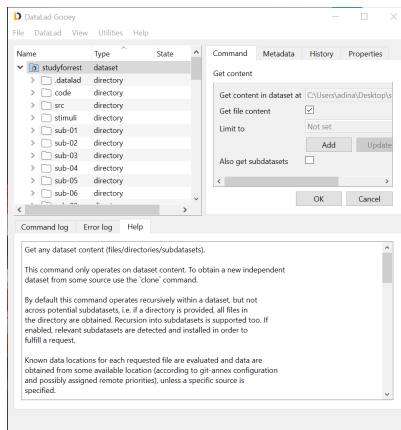 DataLad Gooey
File DataLad View Utilities Help
Name Type State
studyforrest dataset
.datalad directory
code directory
src directory
stimuli directory
sub-01 directory
sub-02 directory
sub-03 directory
sub-04 directory
sub-05 directory
sub-06 directory
Command Metadata History Properties
Get content
Get content in dataset at C:\Users\adina\Desktop\s
Get file content
Limit to Not set
Add Update
Also get subdatasets
OK Cancel
Command log Error log Help
Get any dataset content (files/directories/subdatasets).
This command only operates on dataset content. To obtain a new independent
dataset from some source use the `clone` command.
By default this command operates recursively within a dataset, but not
across potential subdatasets, i.e. if a directory is provided, all files in
the directory are obtained. Recursion into subdatasets is supported too. If
enabled, relevant subdatasets are detected and installed in order to
fulfill a request.
Known data locations for each requested file are evaluated and data are
obtained from some available location (according to git-annex configuration
and possibly assigned remote priorities), unless a specific source is
specified.